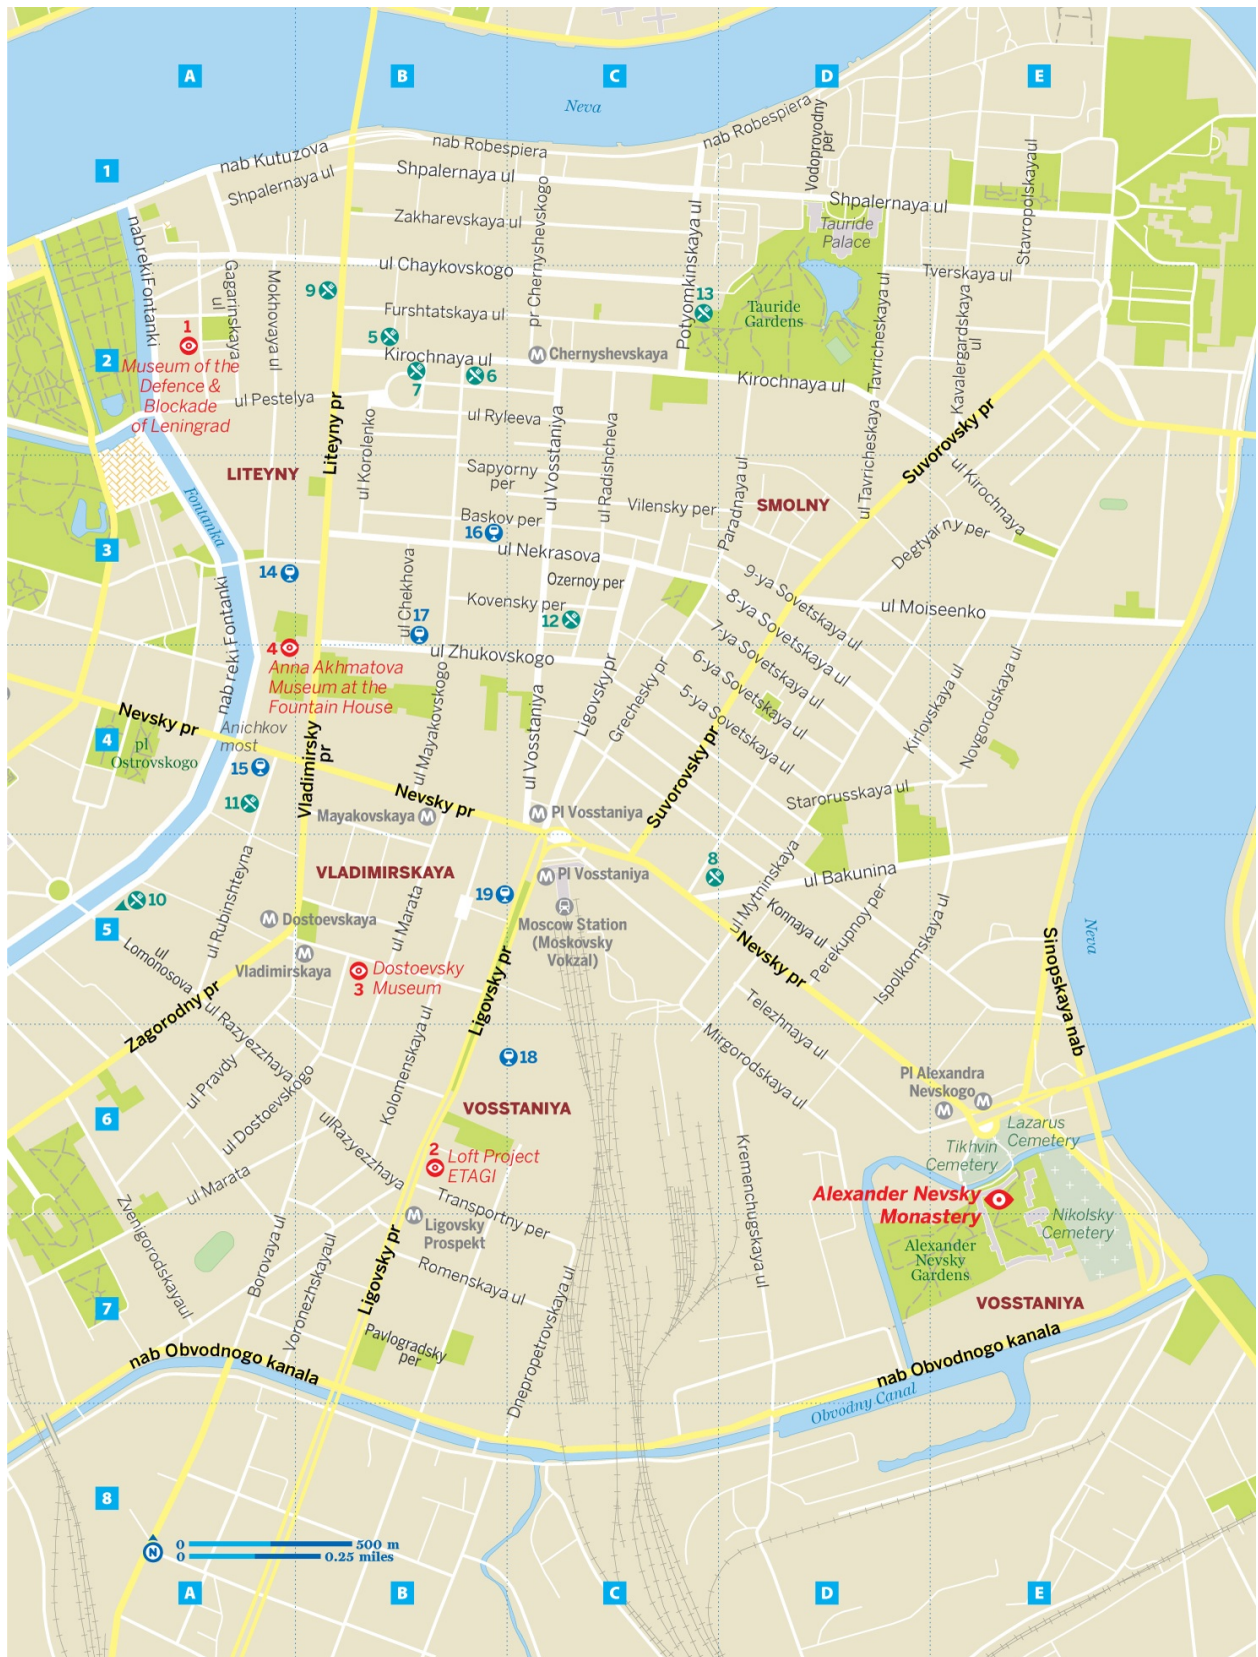 A
B
C
D
E
Neva
nab Robespiera
nab Robespiera
Vodoprovodny
per
nab Kutuzova
1
Shpalernaya ul
Shpalernaya ul
Shpalernaya ul
Stavropolskayaul
Zakharevskaya ul
pr Chernyshevskogo
Potyomkinskaya ul
Tauride
Palace
nab reki Fontanki
ul Chaykovskogo
Tverskaya ul
Gagarinskaya
ul
Mokhovaya ul
9
Furshtatskaya ul
13
Tauride
Gardens
ul Tavricheskaya
Kavalergardskaya
ul
1
5
2
Museum of the
Defence &
Blockade
of Leningrad
Kirochnaya ul
Chernyshevskaya
6
7
Kirochnaya ul
ul Pestelya
Liteyny pr
ul Korolenko
ul Ryleeva
ul Vosstaniya
ul Radishcheva
ul Tavricheskaya
Suvorovsky pr
LITEYNY
Sapyorny
per
ul Kirochnaya
Fontanka
Vilensky per
Paradnaya ul
SMOLNY
Baskov per
16
Degtyarny per
3
ul Nekrasova
14
ul Chekhova
Ozernoy per
9-ya Sovetskaya ul
17
Kovensky per
12
8-ya Sovetskaya ul
ul Moiseenko
nab reki Fontanki
7-ya Sovetskaya ul
4
Anna Akhmatova
Museum at the
Fountain House
ul Zhukovskogo
6-ya Sovetskaya ul
5-ya Sovetskaya ul
Ligovsky pr
Grechesky pr
Kirlovskaya ul
Novgorodskaya ul
Nevsky pr
Anichkov
most
4
pl
Ostrovskogo
Vladimirsky
pr
ul Mayakovskogo
ul Vosstaniya
Suvorovsky pr
15
11
Nevsky pr
Mayakovskaya
Pl Vosstaniya
Starorusskaya ul
VLADIMIRSKAYA
Pl Vosstaniya
8
ul Bakunina
ul Mytninskaya
10
ul Rubinshteyna
Dostoevskaya
ul Marata
19
Moscow Station
(Moskovsky
Vokzal)
Konnaya ul
Perekupnoy per
Ispolkomskaya ul
Neva
5
ul
Lomonosova
Vladimirskaya
Dostoevsky
Museum
3
Ligovsky pr
Nevsky pr
Sinopskaya nab
Zagorodny pr
ul Razyezzhaya
Kolomenskaya ul
Telezhnaya ul
Mirgorodskaya ul
18
ul Pravdy
ul Dostoevskogo
Pl Alexandra
Nevskogo
6
VOSSTANIYA
Lazarus
Cemetery
Tikhvin
Cemetery
ulRazyezzhaya
2
Loft Project
ETAGI
Kremenchugskaya ul
ul Marata
Alexander Nevsky
Monastery
Transportny per
Nikolsky
Cemetery
Zvenigorodskayaul
Ligovsky
Prospekt
Borovaya ul
Voronezhskayaul
Ligovsky pr
Romenskaya ul
Alexander
Nevsky
Gardens
7
Dnepropetrovskaya ul
VOSSTANIYA
Pavlogradsky
per
nab Obvodnogo kanala
nab Obvodnogo kanala
Obvodny Canal
8
N
0 500 m
0 0.25 miles
A
B
C
D
E